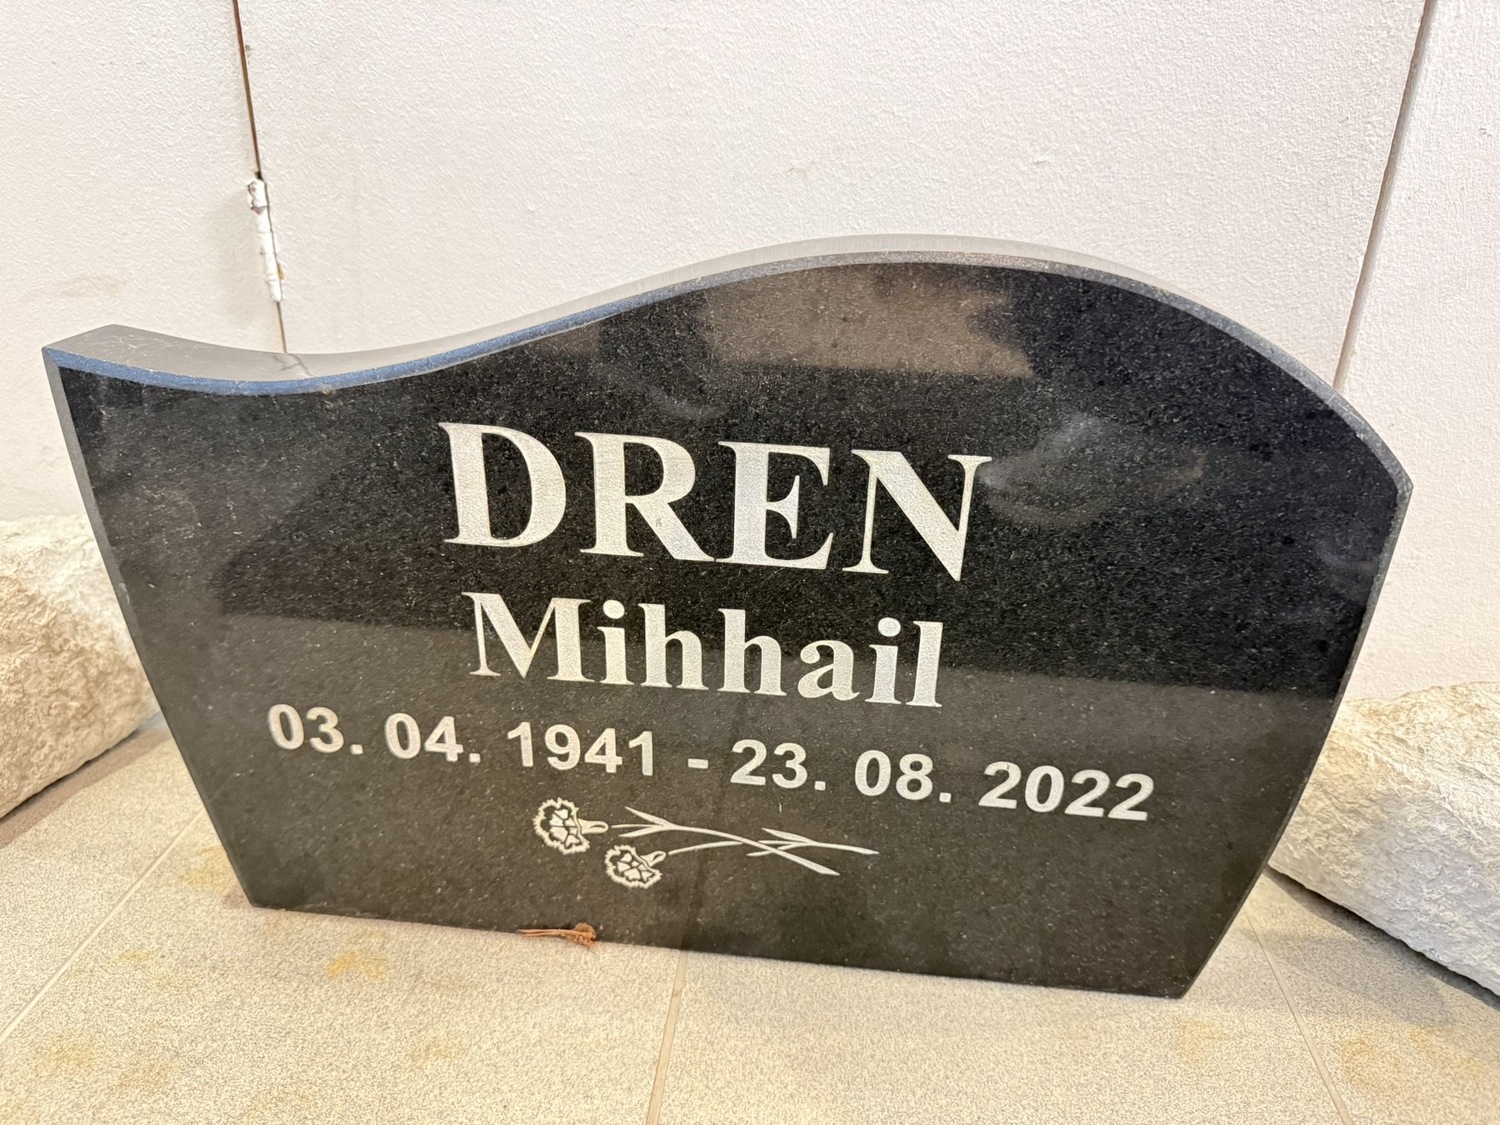 DREN
Mihhail
03. 04. 1941 - 23. 08. 2022